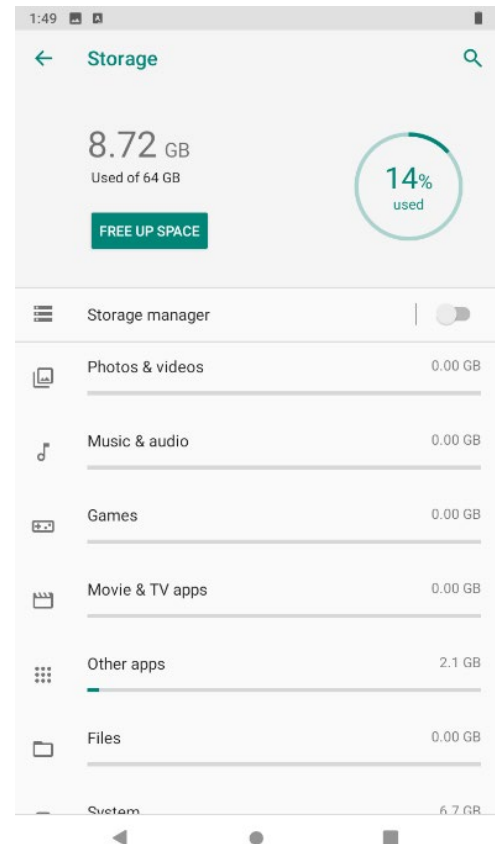 1:49
Storage
8.72 GB
Used of 64 GB
14%
used
FREE UP SPACE
Storage manager
Photos & videos 0.00 GB
Music & audio 0.00 GB
Games 0.00 GB
Movie & TV apps 0.00 GB
Other apps 2.1 GB
Files 0.00 GB
System 6.7 GB